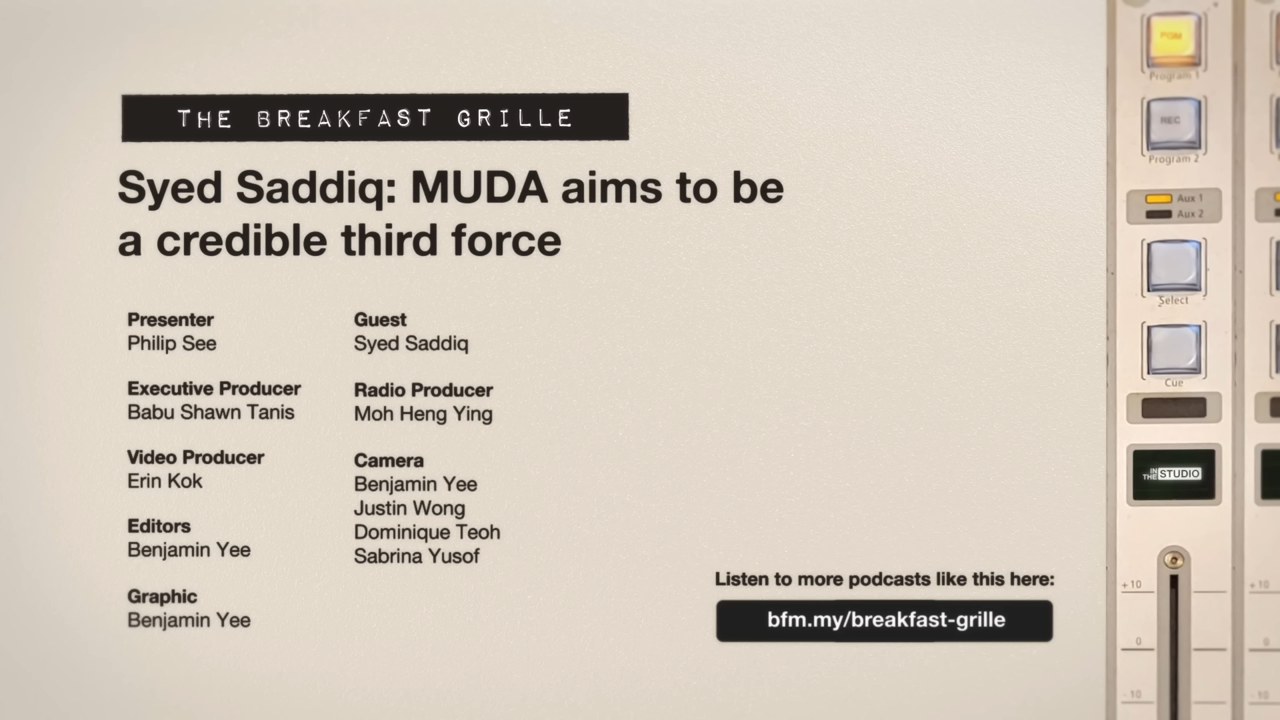 THE BREAKFAST GRILLE
Syed Saddiq: MUDA aims to be
a credible third force
Presenter
Philip See
Executive Producer
Babu Shawn Tanis
Video Producer
Erin Kok
Editors
Benjamin Yee
Graphic
Benjamin Yee
Guest
Syed Saddiq
Radio Producer
Moh Heng Ying
Camera
Benjamin Yee
Justin Wong
Dominique Teoh
Sabrina Yusof
Listen to more podcasts like this here:
bfm.my/breakfast-grille
PGM
Program 1
REC
Program 2
Aux 1
Aux 2
Select
Cue
IN THE STUDIO
+10
0
-10
+10
0
-10